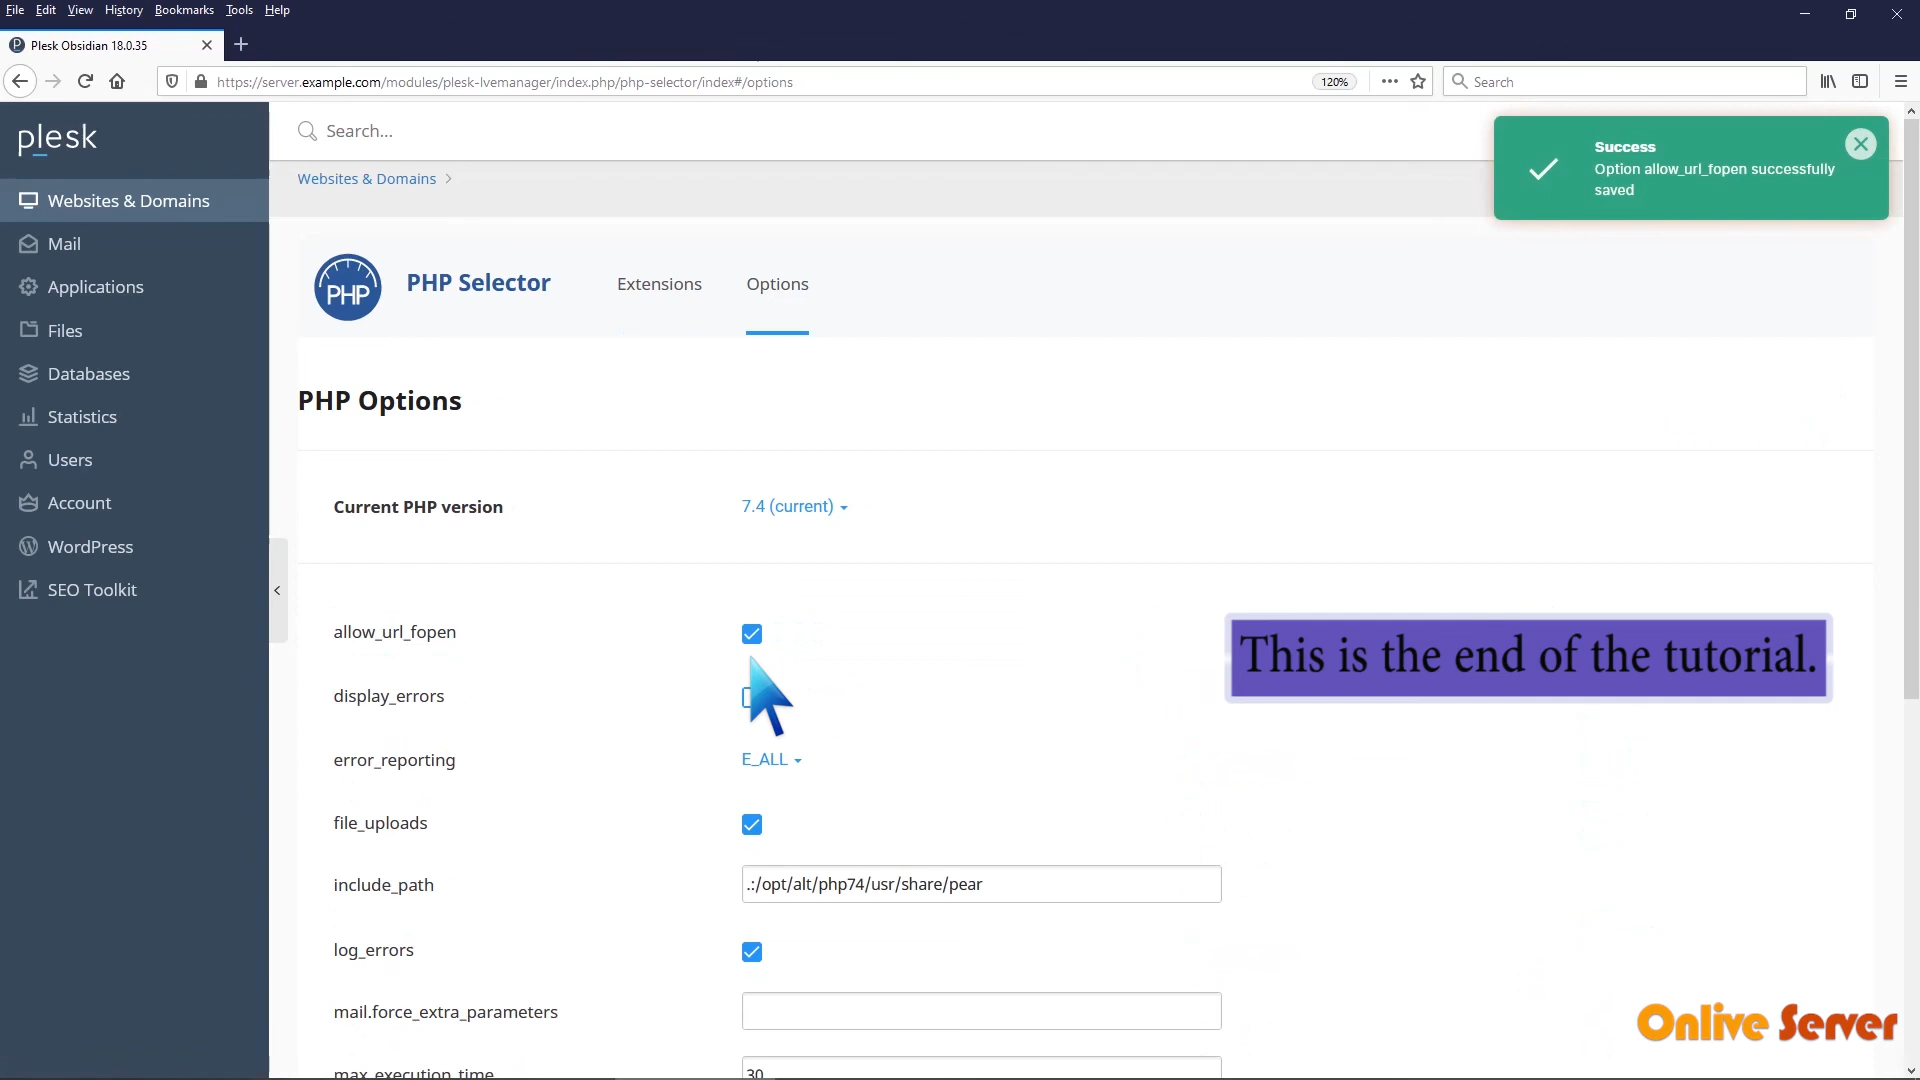 File Edit View History Bookmarks Tools Help
Plesk Obsidian 18.0.35
https://server.example.com/modules/plesk-lvemanager/index.php/php-selector/index#/options
120%
Search
plesk
Search...
Success
Option allow_url_fopen successfully
saved
Websites & Domains
Websites & Domains
Mail
Applications
Files
Databases
Statistics
Users
Account
WordPress
SEO Toolkit
PHP
PHP Selector
Extensions
Options
PHP Options
Current PHP version
7.4 (current)
allow_url_fopen
This is the end of the tutorial.
display_errors
error_reporting
E_ALL
file_uploads
include_path
.:/opt/alt/php74/usr/share/pear
log_errors
mail.force_extra_parameters
Onlive Server
max_execution_time
30